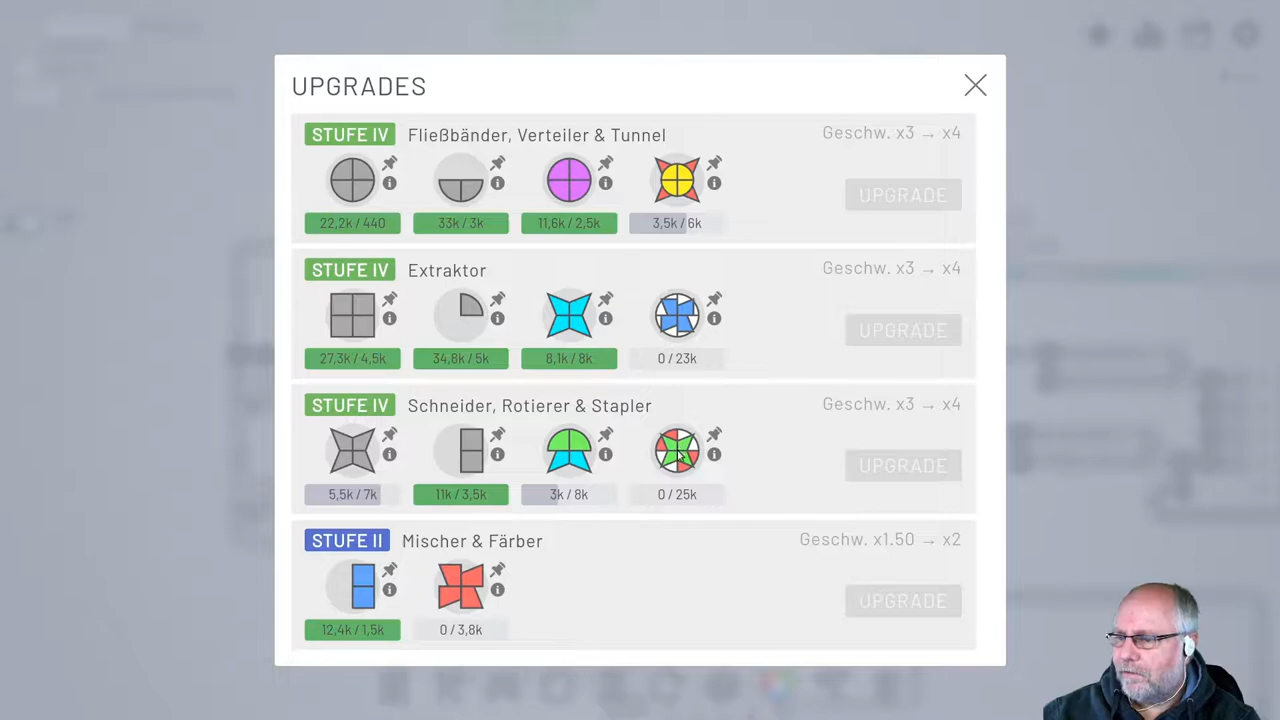 UPGRADES
STUFE IV Fließbänder, Verteiler & Tunnel Geschw. x3 → x4
UPGRADE
22,2k / 440 33k / 3k 11,6k / 2,5k 3,5k / 6k
STUFE IV Extraktor Geschw. x3 → x4
UPGRADE
27,3k / 4,5k 34,8k / 5k 8,1k / 8k 0 / 23k
STUFE IV Schneider, Rotierer & Stapler Geschw. x3 → x4
UPGRADE
5,5k / 7k 11k / 3,5k 3k / 8k 0 / 25k
STUFE II Mischer & Färber Geschw. x1.50 → x2
UPGRADE
12,4k / 1,5k 0 / 3,8k